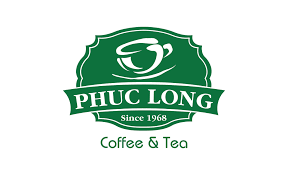 PHUC LONG
Since 1968
Coffee & Tea